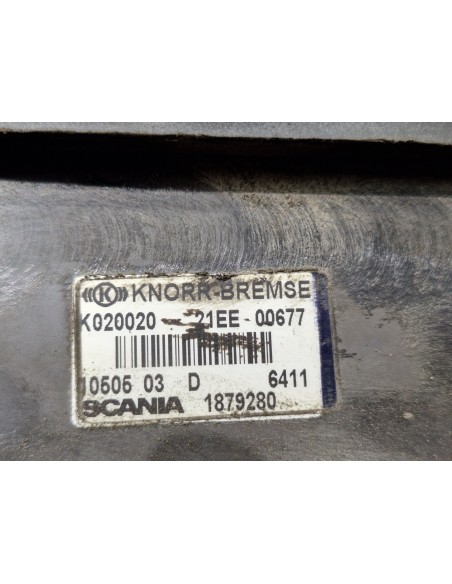 K KNORR-BREMSE
K020020 21EE-00677
10505 03 D 6411
SCANIA 1879280